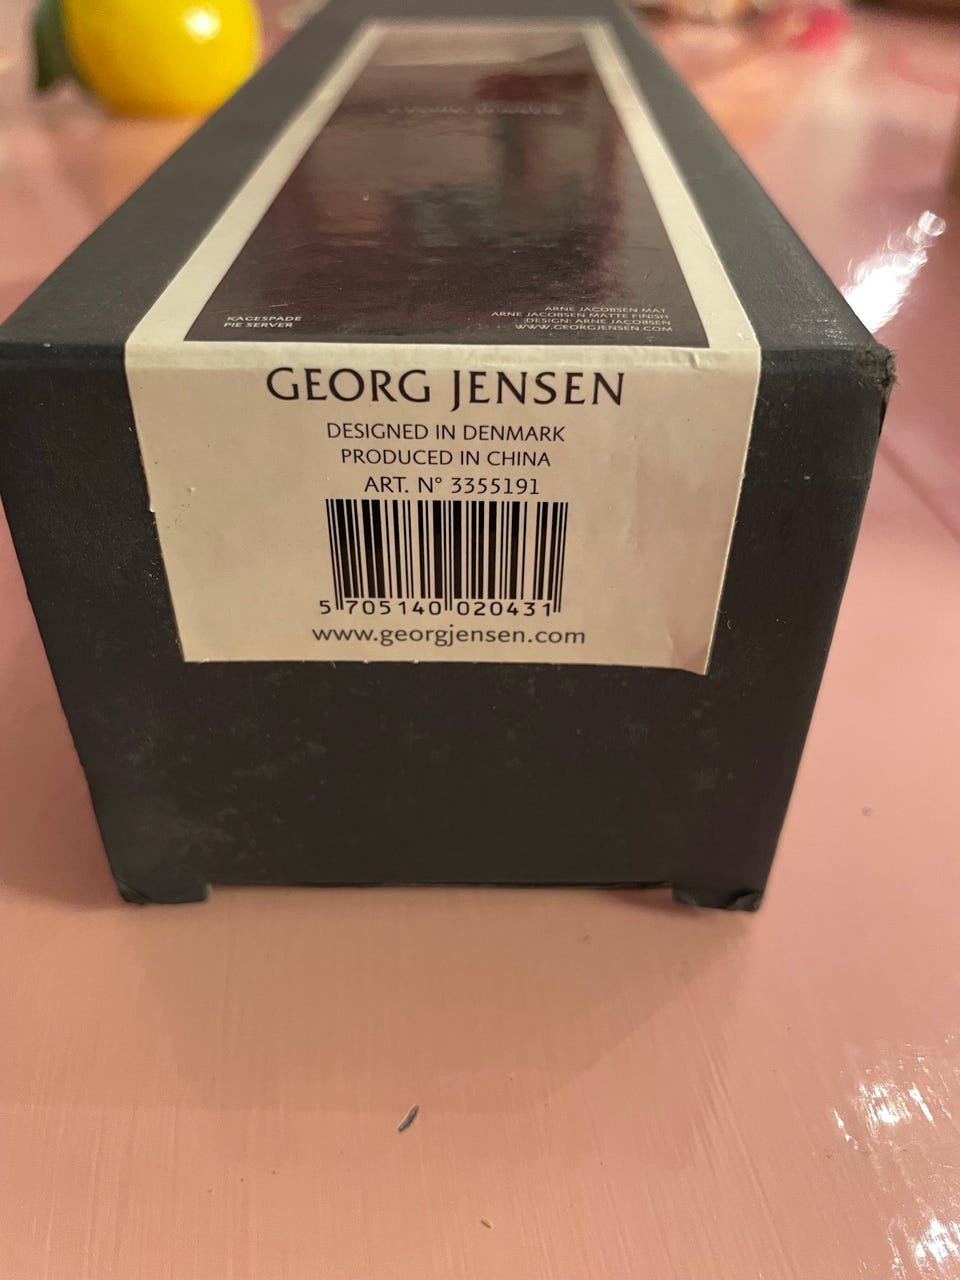 KAGESPADE
PIE SERVER
ARNE JACOBSEN MAT
ARNE JACOBSEN MATTE FINISH
DESIGN: ARNE JACOBSEN
WWW.GEORGJENSEN.COM
GEORG JENSEN
DESIGNED IN DENMARK
PRODUCED IN CHINA
ART. N° 3355191
5 705140 020431
www.georgjensen.com